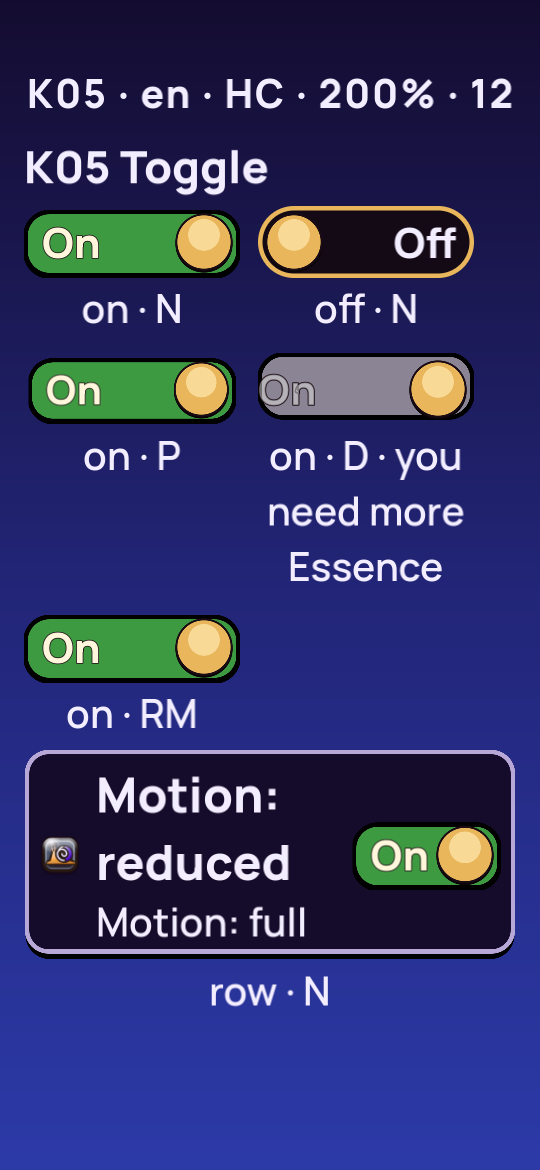 K05 · en · HC · 200% · 12
K05 Toggle
On
Off
on · N
off · N
On
On
on · P
on · D · you
need more
Essence
On
on · RM
Motion:
reduced
On
Motion: full
row · N